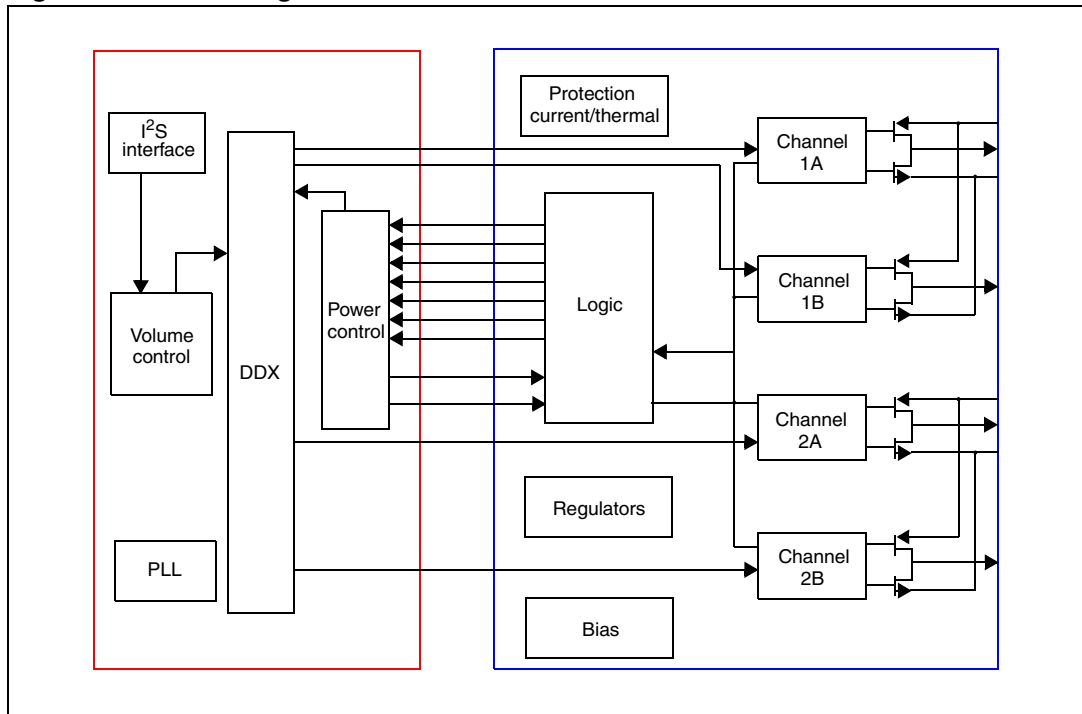 I2S
interface
Volume
control
PLL
DDX
Power
control
Protection
current/thermal
Logic
Regulators
Bias
Channel
1A
Channel
1B
Channel
2A
Channel
2B